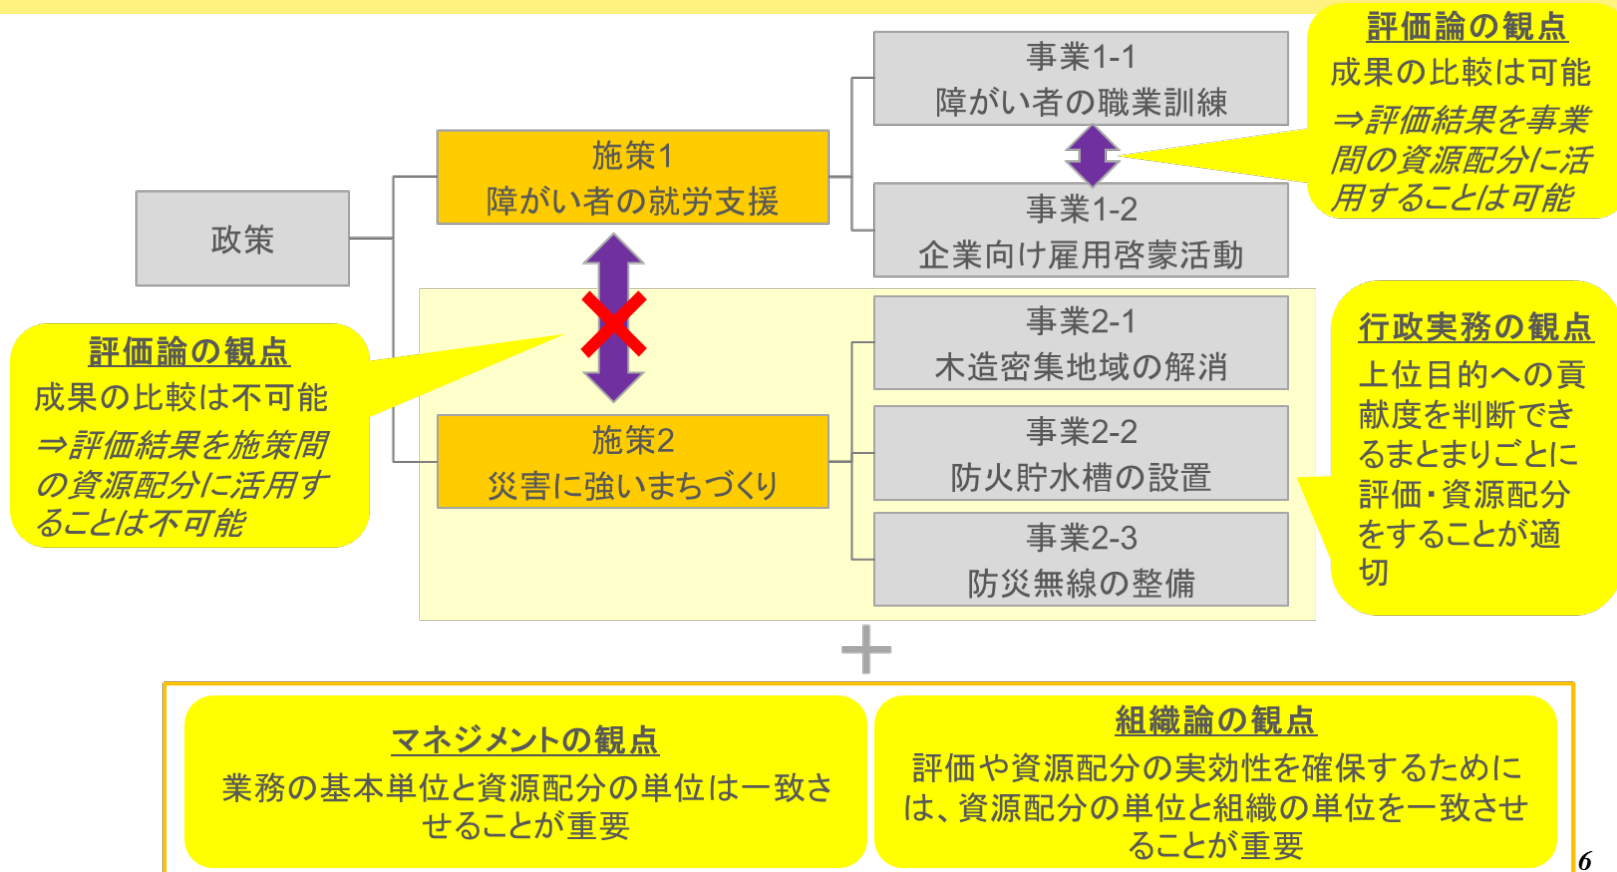 評価論の観点
成果の比較は可能
⇒評価結果を事業
間の資源配分に活
用することは可能
事業1-1
障がい者の職業訓練
施策1
障がい者の就労支援
事業1-2
企業向け雇用啓蒙活動
政策
評価論の観点
成果の比較は不可能
⇒評価結果を施策間
の資源配分に活用す
ることは不可能
施策2
災害に強いまちづくり
事業2-1
木造密集地域の解消
事業2-2
防火貯水槽の設置
事業2-3
防災無線の整備
行政実務の観点
上位目的への貢
献度を判断でき
るまとまりごとに
評価・資源配分
をすることが適
切
マネジメントの観点
業務の基本単位と資源配分の単位は一致さ
せることが重要
組織論の観点
評価や資源配分の実効性を確保するために
は、資源配分の単位と組織の単位を一致させ
ることが重要
6